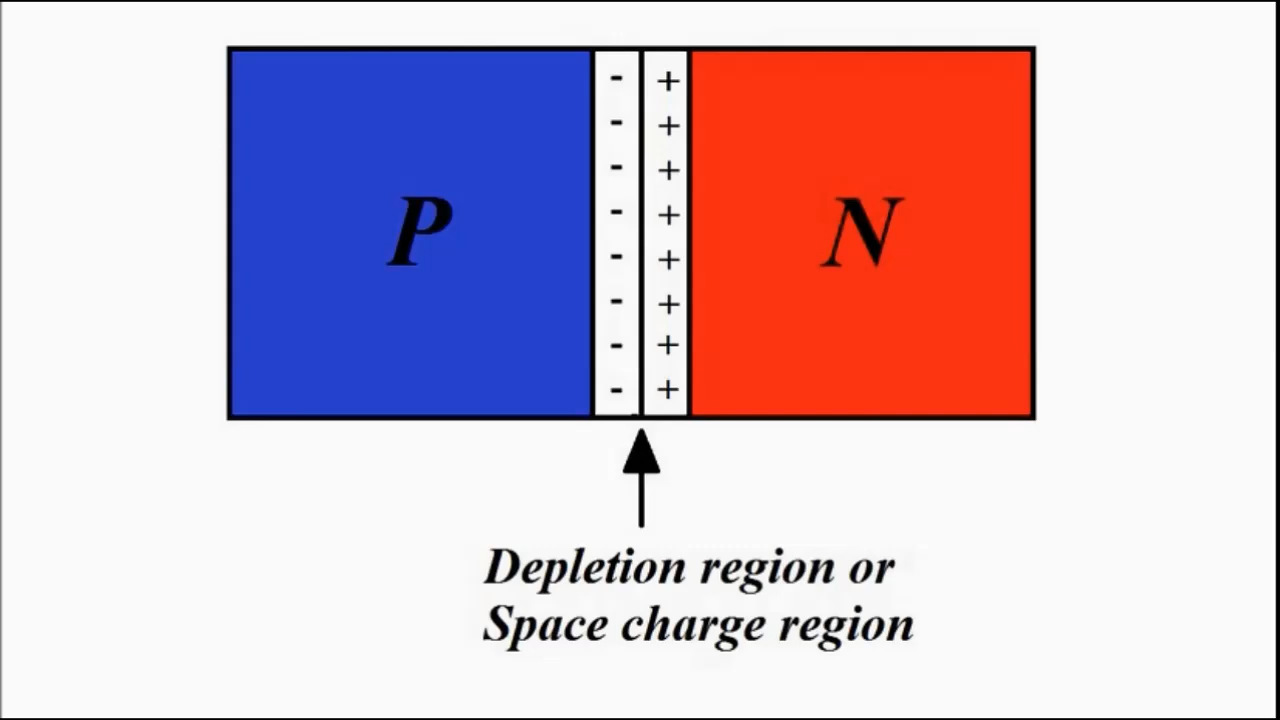 P
N
- +
- +
- +
- +
- +
- +
- +
- +
Depletion region or
Space charge region